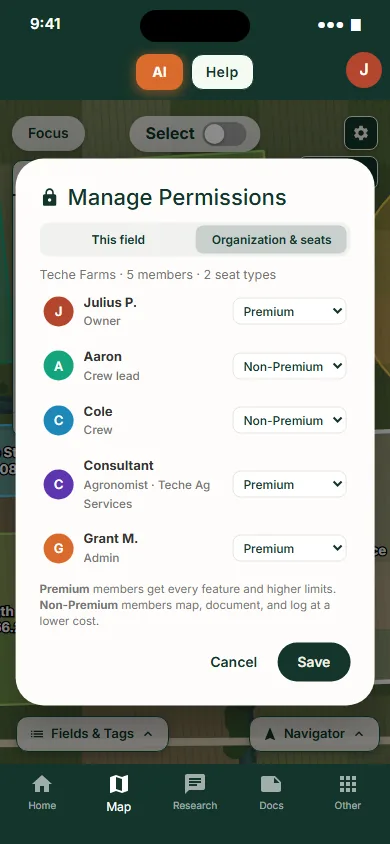 9:41
AI
Help
J
Focus
Select
Manage Permissions
This field
Organization & seats
Teche Farms · 5 members · 2 seat types
J
Julius P.
Owner
Premium
A
Aaron
Crew lead
Non-Premium
C
Cole
Crew
Non-Premium
C
Consultant
Agronomist · Teche Ag
Services
Premium
G
Grant M.
Admin
Premium
Premium members get every feature and higher limits.
Non-Premium members map, document, and log at a
lower cost.
Cancel
Save
Fields & Tags
Navigator
Home
Map
Research
Docs
Other